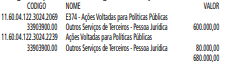 CODIGO NOME VALOR
11.60.04.122.3024.2069 E374 - Ações Voltadas para Políticas Públicas
33903900.00 Outros Serviços de Terceiros - Pessoa Jurídica 600.000,00
11.60.04.122.3024.2239 Ações Voltadas para Políticas Públicas
33903900.00 Outros Serviços de Terceiros - Pessoa Jurídica 80.000,00
680.000,00